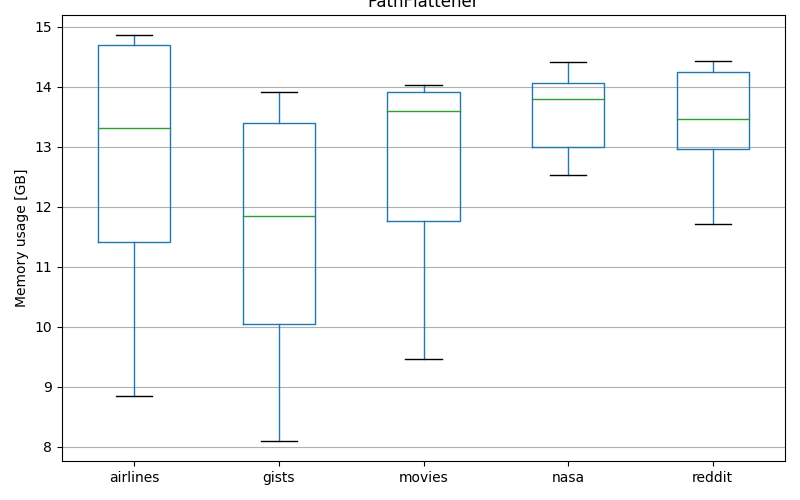 PathFlattener
15
14
13
12
11
10
9
8
Memory usage [GB]
airlines gists movies nasa reddit